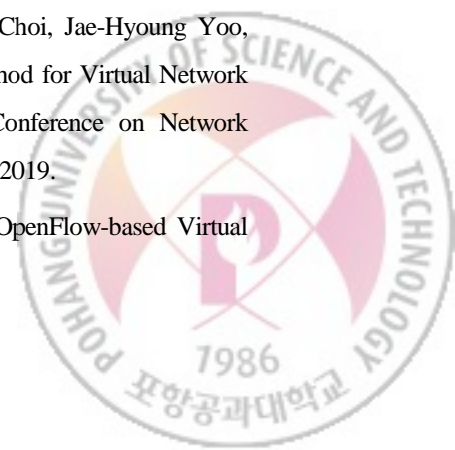 Choi, Jae-Hyoung Yoo,
nod for Virtual Network
Conference on Network
2019.
OpenFlow-based Virtual
POHANG UNIVERSITY OF SCIENCE AND TECHNOLOGY
1986
포항공과대학교